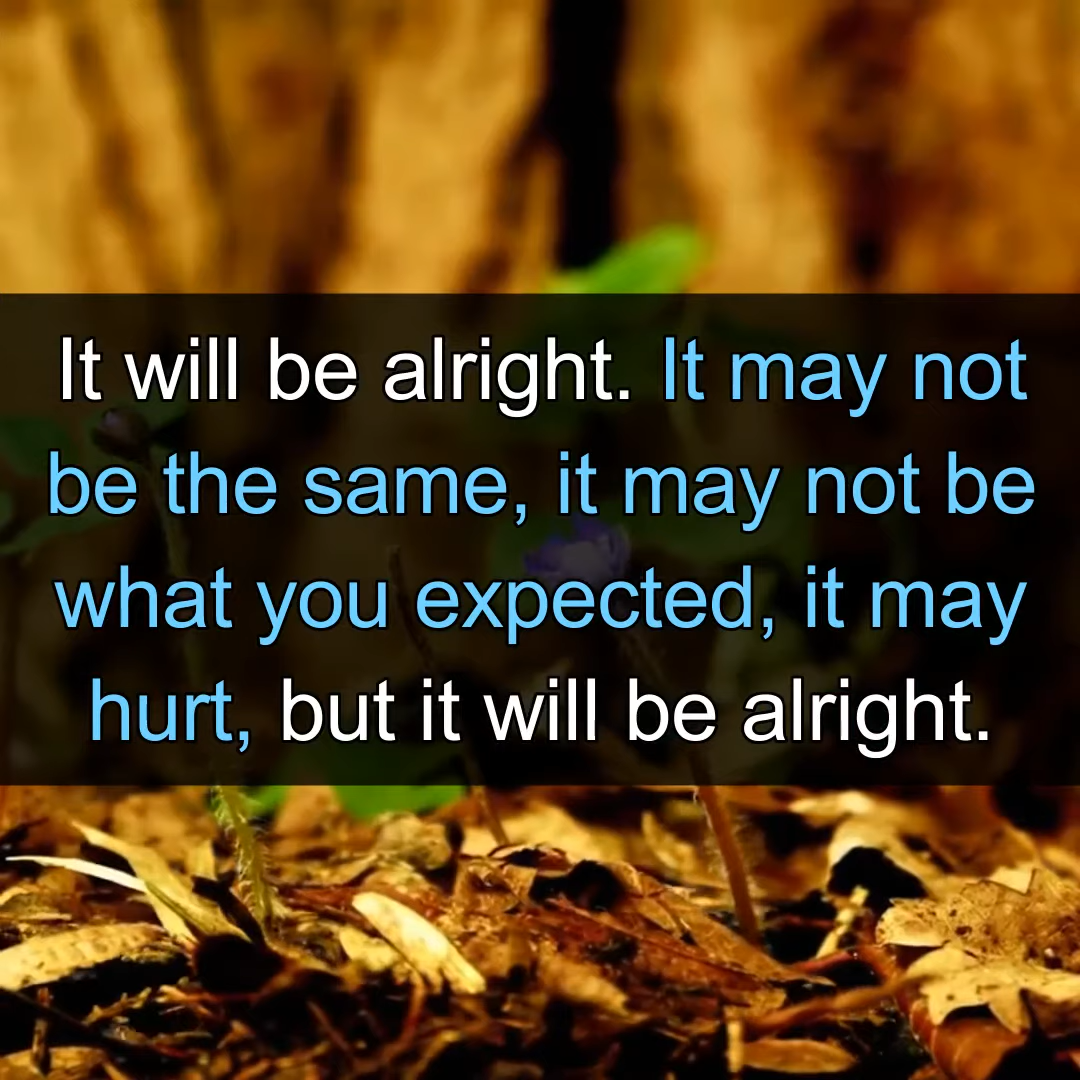 It will be alright. It may not
be the same, it may not be
what you expected, it may
hurt, but it will be alright.